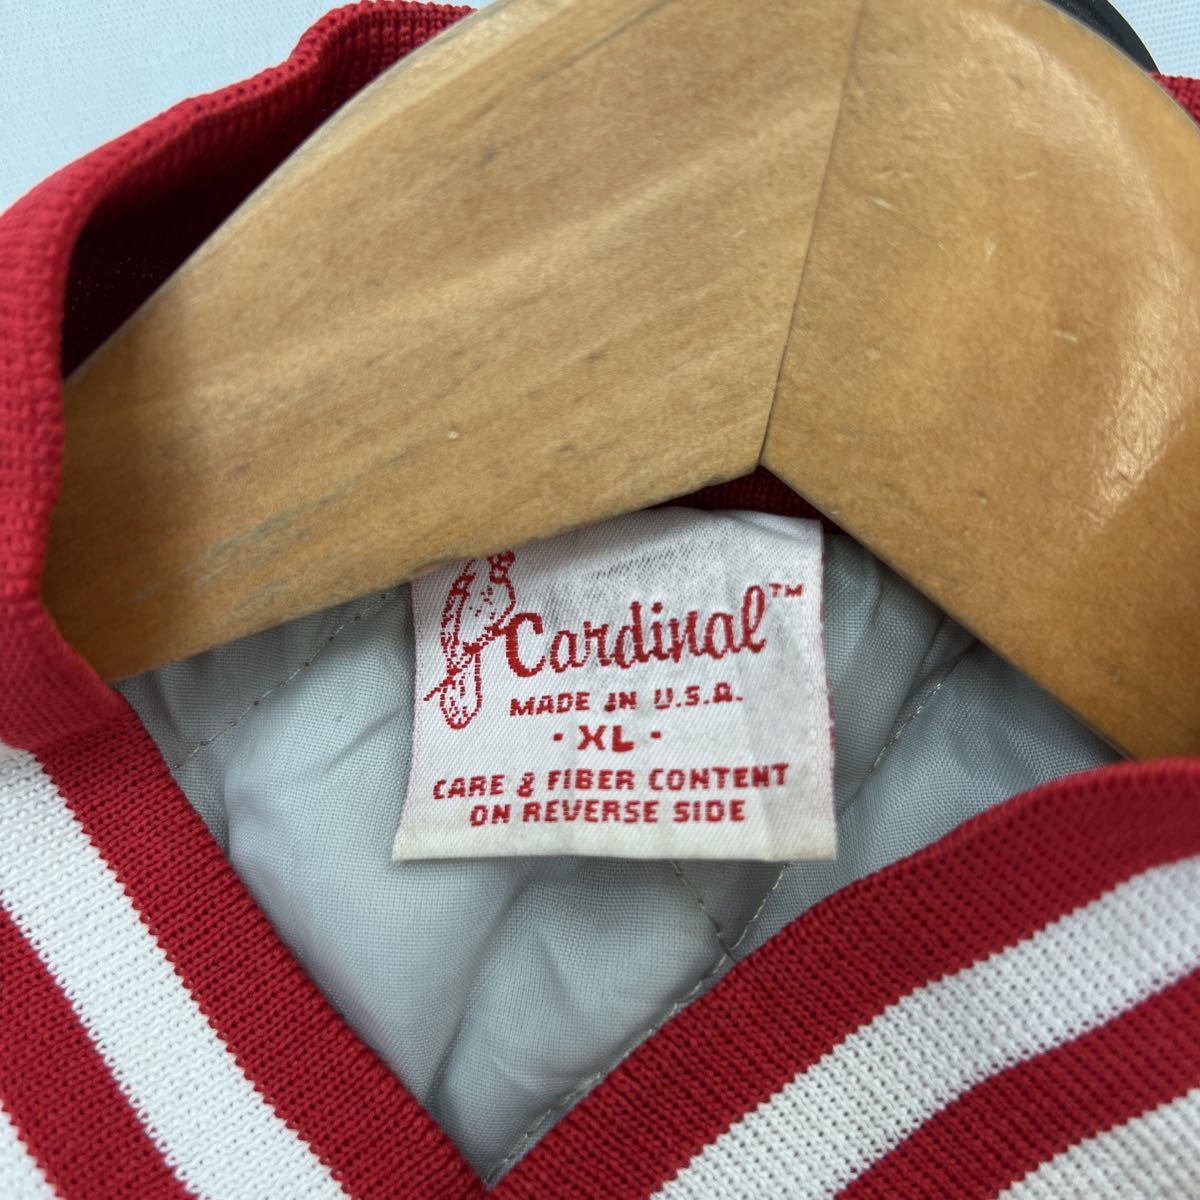 Cardinal™
MADE IN U.S.A.
· XL ·
CARE & FIBER CONTENT
ON REVERSE SIDE